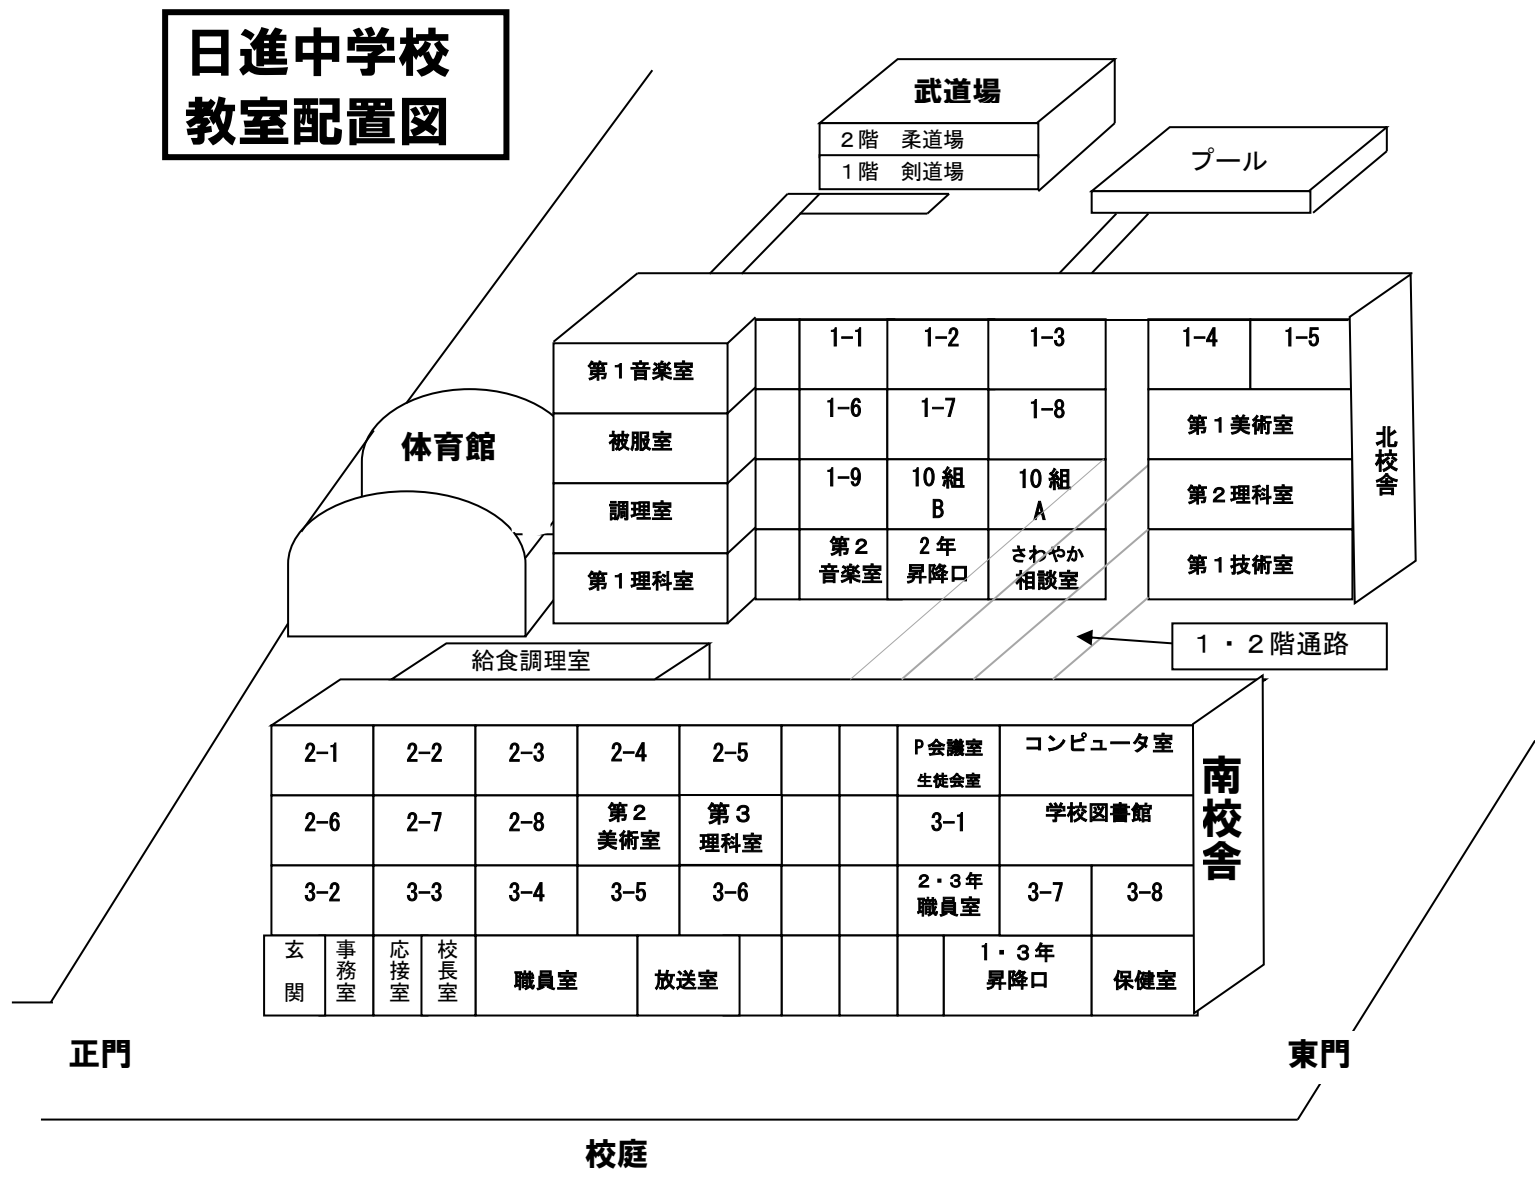 日進中学校
教室配置図
武道場
２階　柔道場
１階　剣道場
プール
1-1
1-2
1-3
1-4
1-5
第１音楽室
1-6
1-7
1-8
第１美術室
被服室
体育館
北校舎
1-9
10 組
B
10 組
A
第２理科室
調理室
第２
音楽室
2 年
昇降口
さわやか
相談室
第１技術室
第１理科室
１・２階通路
給食調理室
2-1
2-2
2-3
2-4
2-5
P 会議室
生徒会室
コンピュータ室
南校舎
2-6
2-7
2-8
第２
美術室
第３
理科室
3-1
学校図書館
3-2
3-3
3-4
3-5
3-6
２・３年
職員室
3-7
3-8
玄関
事務室
応接室
校長室
職員室
放送室
１・３年
昇降口
保健室
正門
東門
校庭